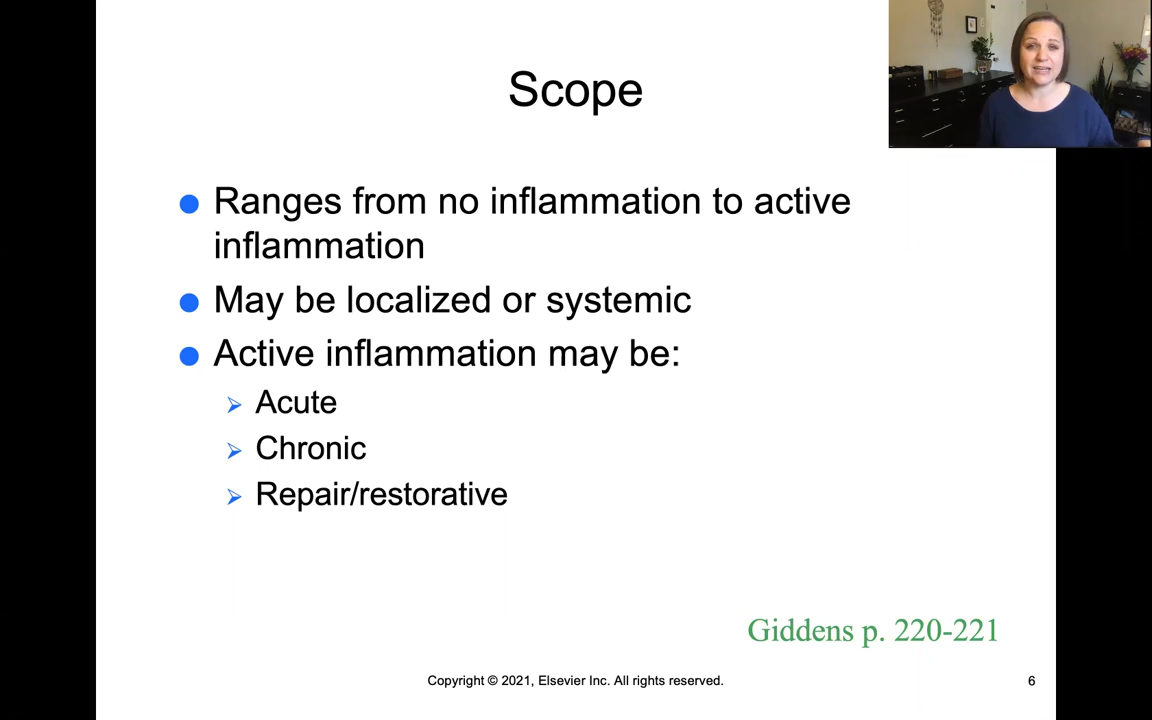 Scope
Ranges from no inflammation to active
inflammation
May be localized or systemic
Active inflammation may be:
Acute
Chronic
Repair/restorative
Giddens p. 220-221
Copyright © 2021, Elsevier Inc. All rights reserved.
6